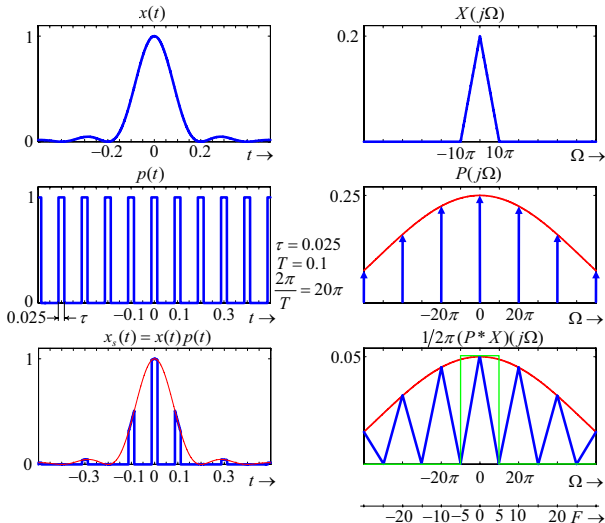 x(t)
1
0
−0.2
0
0.2
t →
X(jΩ)
0.2
−10π
10π
Ω →
p(t)
1
0
−0.1
0
0.1
0.3
t →
0.025
τ
τ = 0.025
T = 0.1
2π/T = 20π
P(jΩ)
0.25
−20π
0
20π
Ω →
x_s(t) = x(t) p(t)
1
0
−0.3
−0.1
0
0.1
0.3
t →
1/2π (P * X)(jΩ)
0.05
−20π
0
20π
Ω →
−20
−10
−5
0
5
10
20
F →